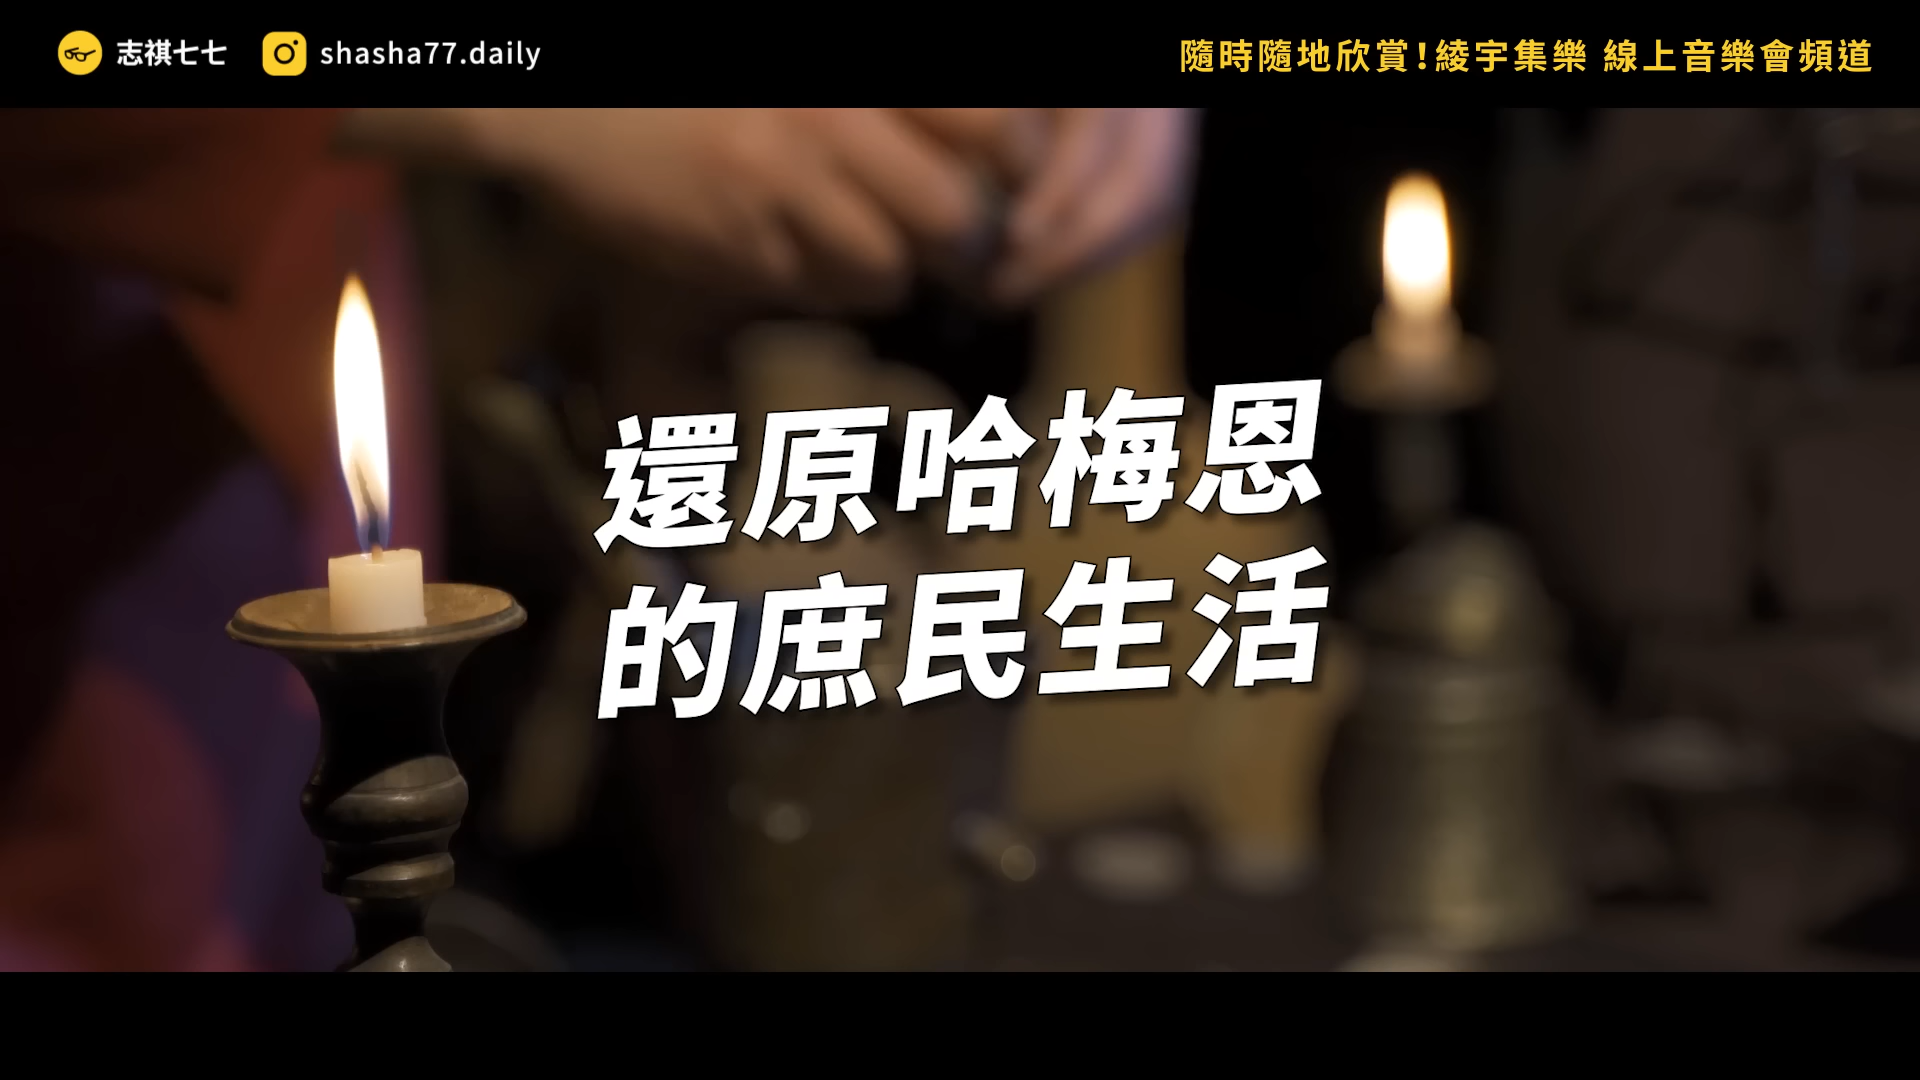 志祺七七
shasha77.daily
隨時隨地欣賞！綾宇集樂 線上音樂會頻道
還原哈梅恩
的庶民生活